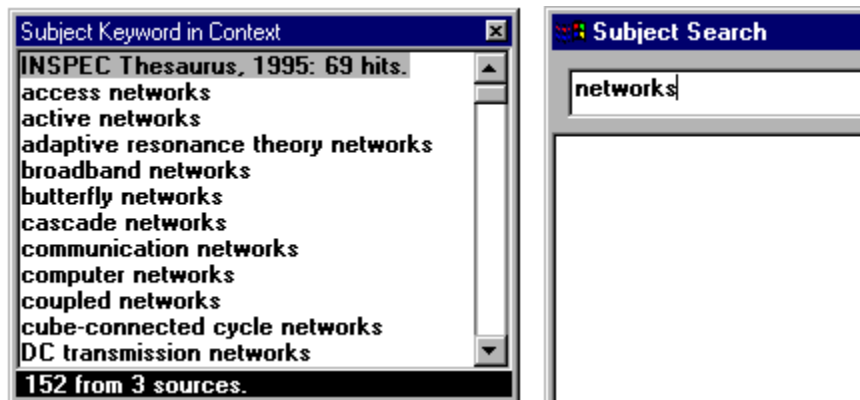 Subject Keyword in Context
INSPEC Thesaurus, 1995: 69 hits.
access networks
active networks
adaptive resonance theory networks
broadband networks
butterfly networks
cascade networks
communication networks
computer networks
coupled networks
cube-connected cycle networks
DC transmission networks
152 from 3 sources.
Subject Search
networks